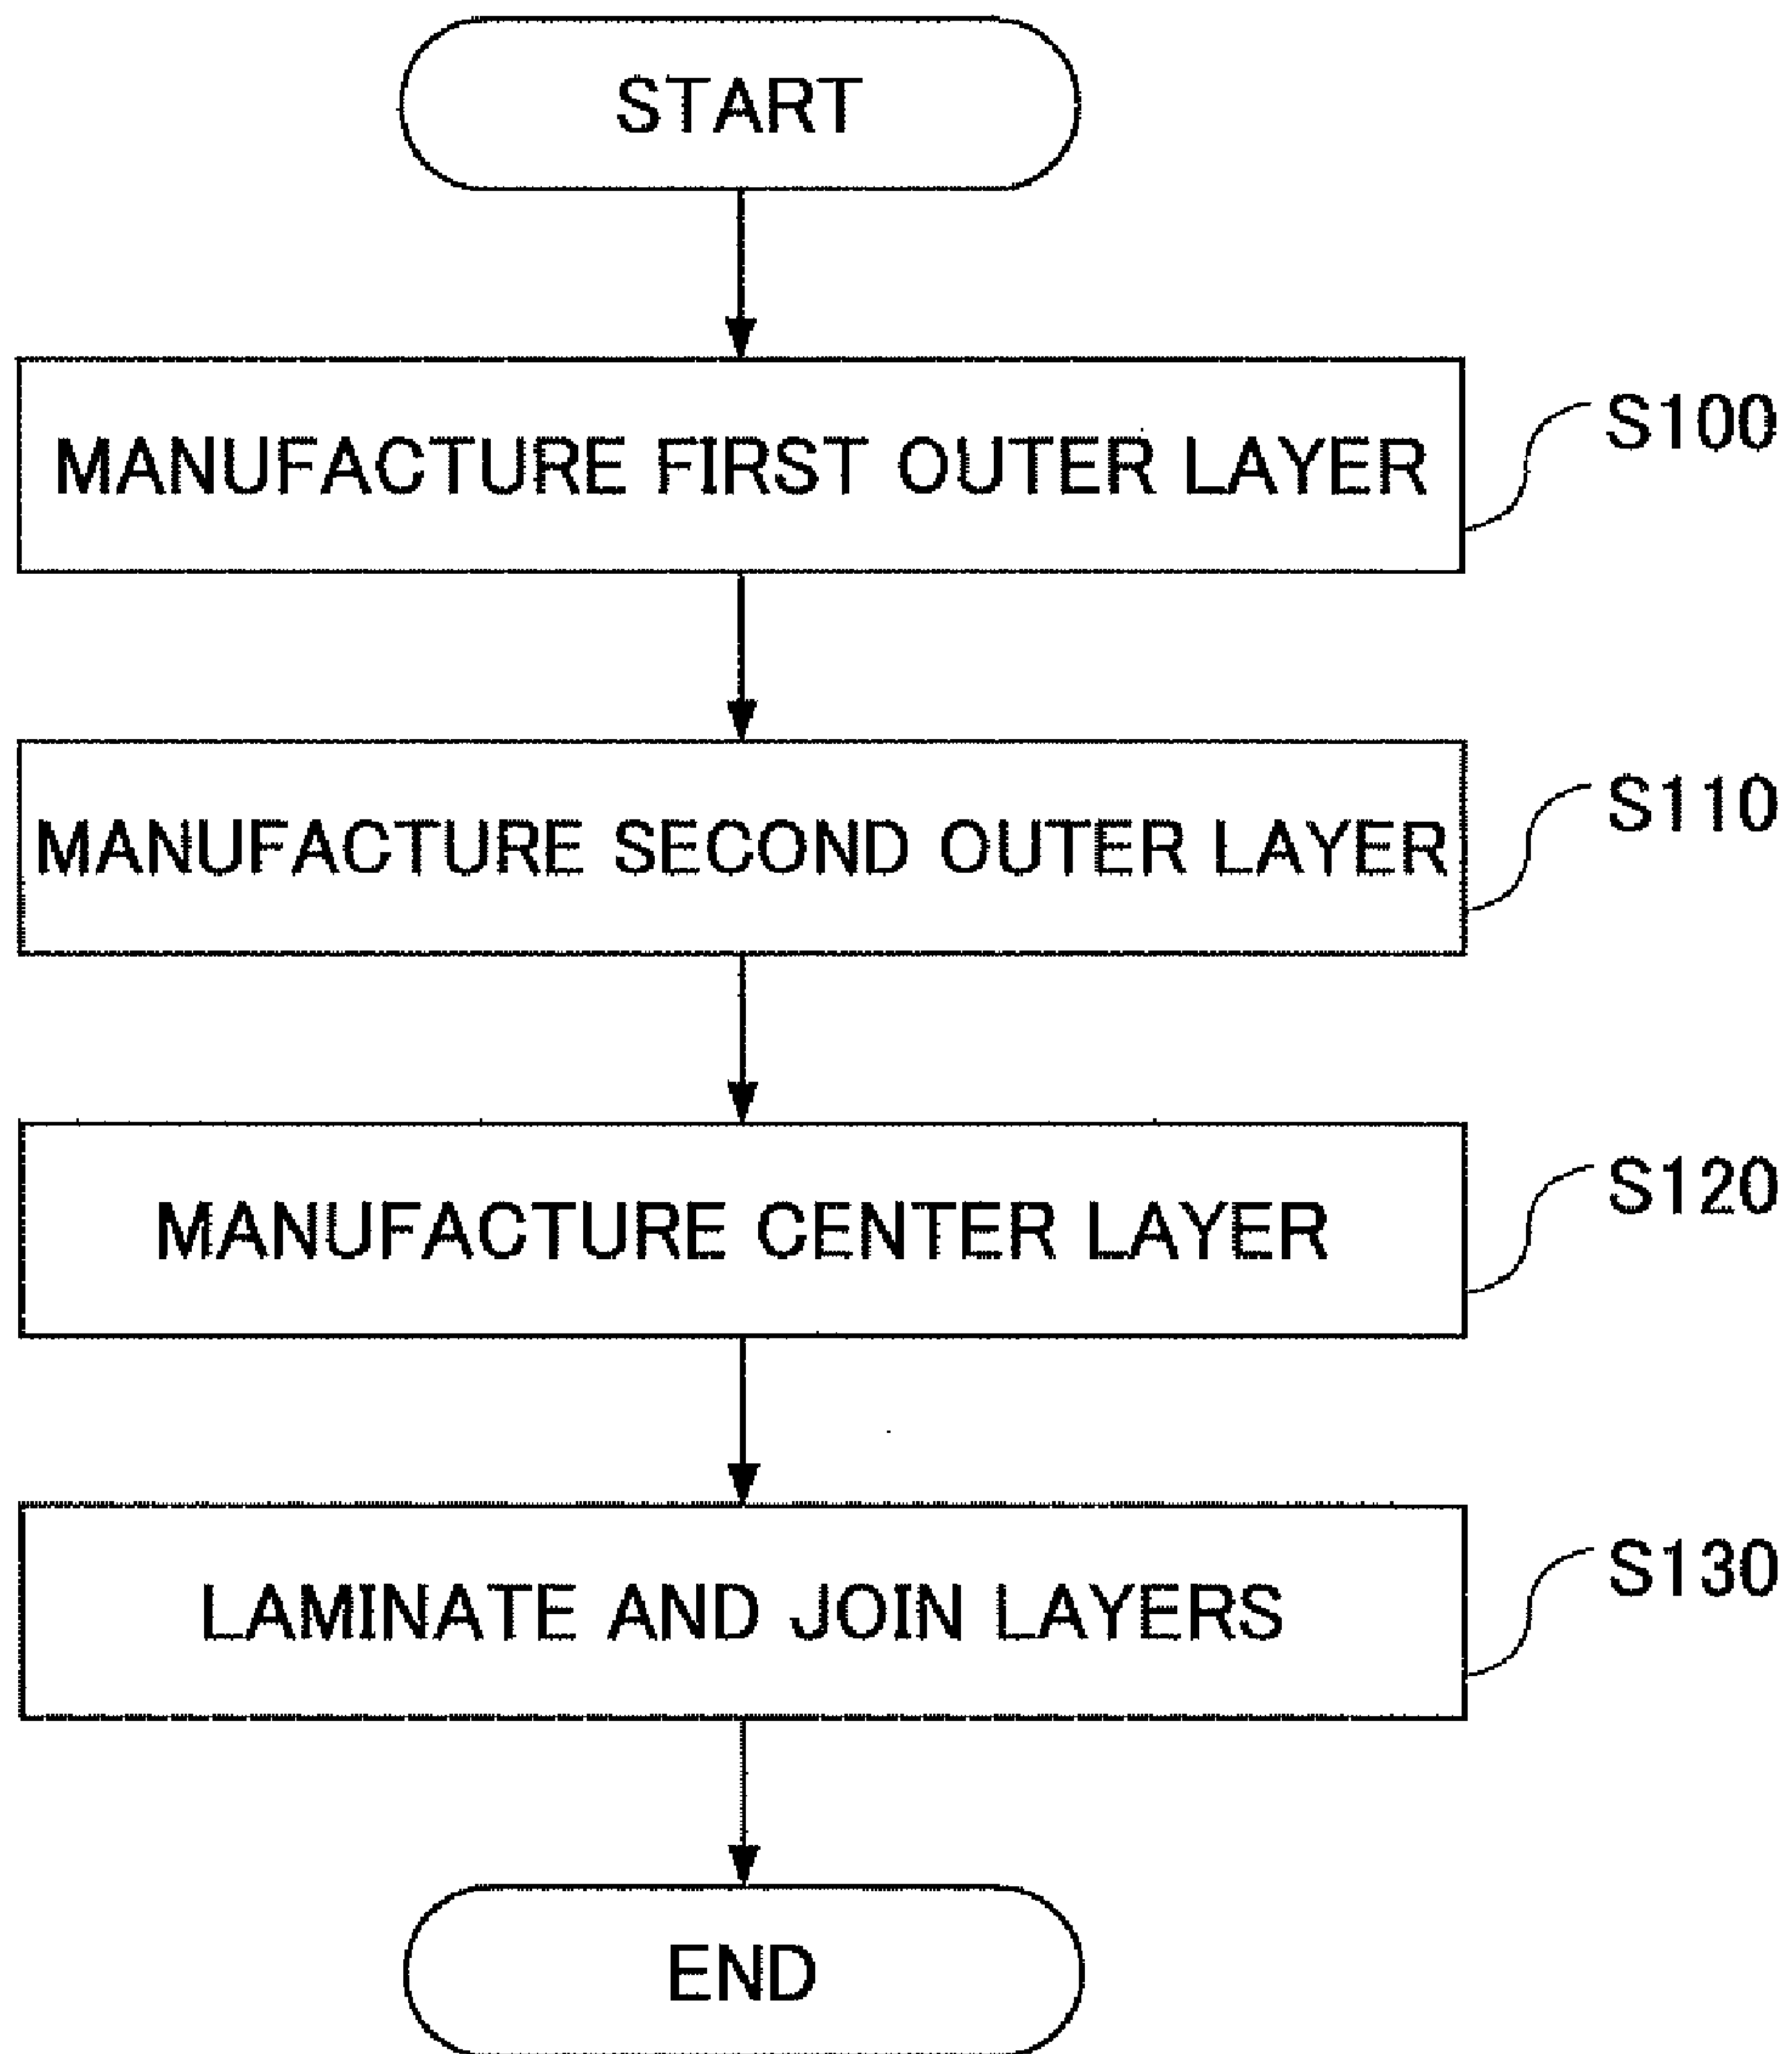 START
MANUFACTURE FIRST OUTER LAYER
S100
MANUFACTURE SECOND OUTER LAYER
S110
MANUFACTURE CENTER LAYER
S120
LAMINATE AND JOIN LAYERS
S130
END